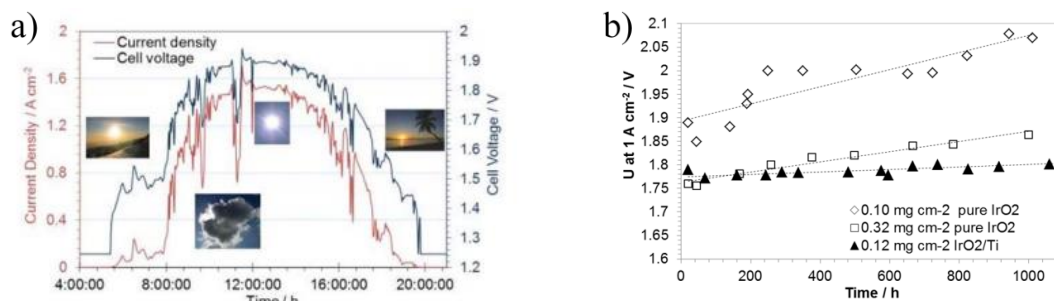 a)
Current density
Cell voltage
Current Density / A cm⁻²
2
1.6
1.2
0.8
0.4
0
Cell Voltage / V
2
1.9
1.8
1.7
1.6
1.5
1.4
1.3
1.2
4:00:00 8:00:00 12:00:00 16:00:00 20:00:00
Time / h
b)
U at 1 A cm⁻² / V
2.1
2.05
2
1.95
1.9
1.85
1.8
1.75
1.7
1.65
1.6
0.10 mg cm-2 pure IrO2
0.32 mg cm-2 pure IrO2
0.12 mg cm-2 IrO2/Ti
0 200 400 600 800 1000
Time / h